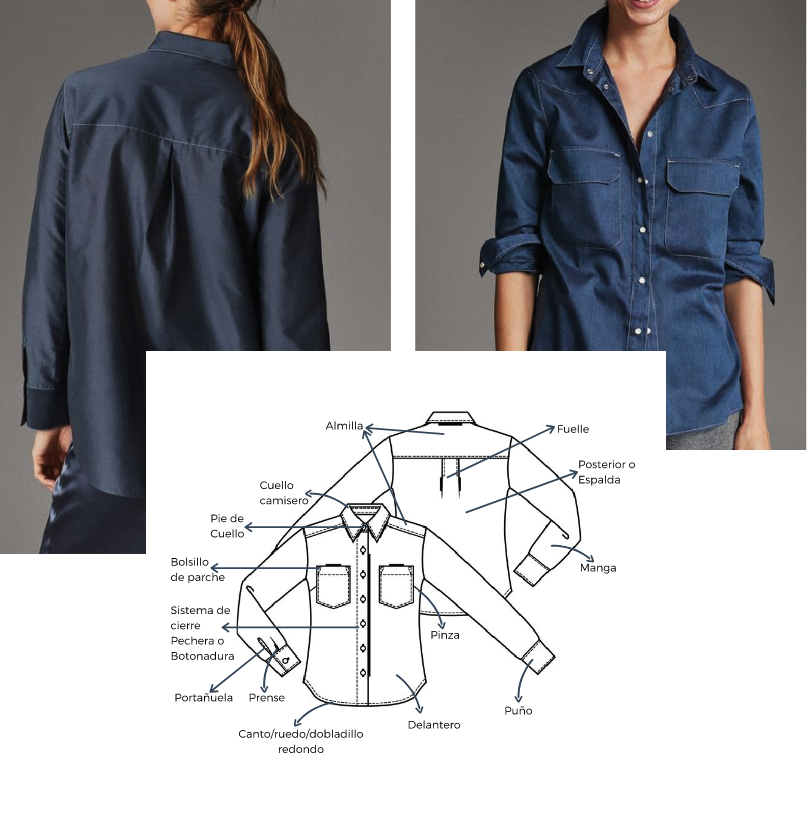 Almilla
Fuelle
Posterior o
Espalda
Cuello
camisero
Pie de
Cuello
Bolsillo
de parche
Manga
Sistema de
cierre
Pechera o
Botonadura
Pinza
Portañuela
Prense
Puño
Delantero
Canto/ruedo/dobladillo
redondo